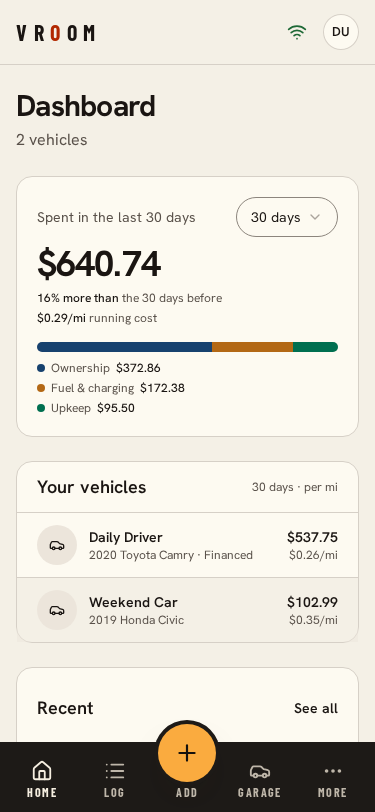 VROOM
DU
Dashboard
2 vehicles
Spent in the last 30 days
30 days
$640.74
16% more than the 30 days before
$0.29/mi running cost
Ownership $372.86
Fuel & charging $172.38
Upkeep $95.50
Your vehicles
30 days · per mi
Daily Driver
$537.75
2020 Toyota Camry · Financed
$0.26/mi
Weekend Car
$102.99
2019 Honda Civic
$0.35/mi
Recent
See all
HOME
LOG
ADD
GARAGE
MORE